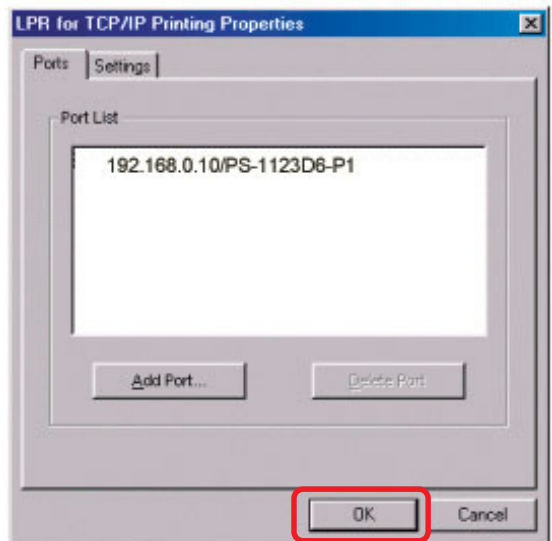 LPR for TCP/IP Printing Properties
Ports Settings
Port List
192.168.0.10/PS-1123D6-P1
Add Port... Delete Port
OK Cancel